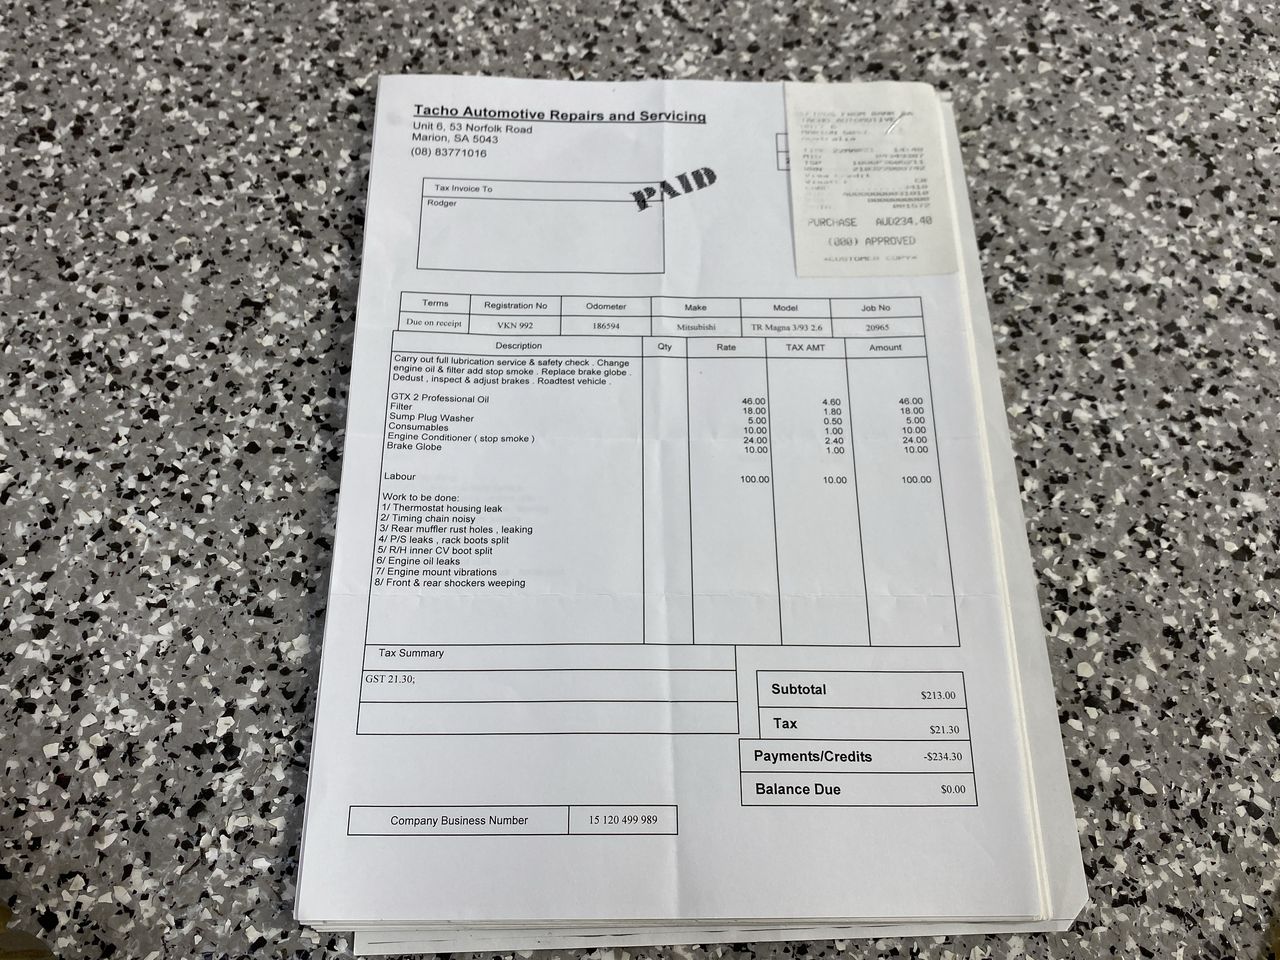 Tacho Automotive Repairs and Servicing
Unit 6, 53 Norfolk Road
Marion, SA 5043
(08) 83771016
PAID
Tax Invoice To
Rodger
TACHO AUTOMOTIVE
PURCHASE AUD234.40
(000) APPROVED
*CUSTOMER COPY*
Terms Registration No Odometer Make Model Job No
Due on receipt VKN 992 186594 Mitsubishi TR Magna 3/93 2.6 20965
Description Qty Rate TAX AMT Amount
Carry out full lubrication service & safety check . Change
engine oil & filter add stop smoke . Replace brake globe .
Dedust , inspect & adjust brakes . Roadtest vehicle .
GTX 2 Professional Oil 46.00 4.60 46.00
Filter 18.00 1.80 18.00
Sump Plug Washer 5.00 0.50 5.00
Consumables 10.00 1.00 10.00
Engine Conditioner ( stop smoke ) 24.00 2.40 24.00
Brake Globe 10.00 1.00 10.00
Labour 100.00 10.00 100.00
Work to be done:
1/ Thermostat housing leak
2/ Timing chain noisy
3/ Rear muffler rust holes , leaking
4/ P/S leaks , rack boots split
5/ R/H inner CV boot split
6/ Engine oil leaks
7/ Engine mount vibrations
8/ Front & rear shockers weeping
Tax Summary
GST 21.30;
Subtotal $213.00
Tax $21.30
Payments/Credits -$234.30
Balance Due $0.00
Company Business Number 15 120 499 989